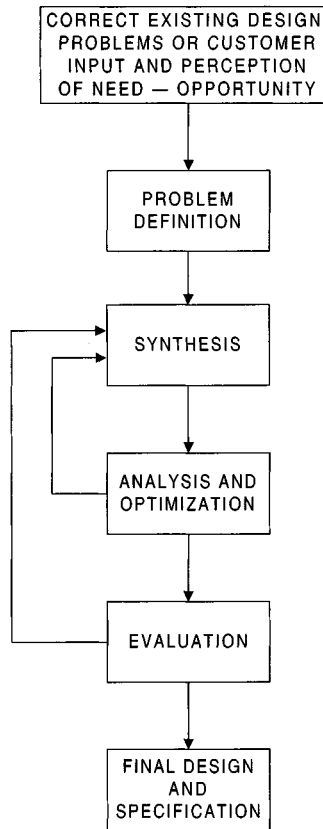 CORRECT EXISTING DESIGN
PROBLEMS OR CUSTOMER
INPUT AND PERCEPTION
OF NEED — OPPORTUNITY
PROBLEM
DEFINITION
SYNTHESIS
ANALYSIS AND
OPTIMIZATION
EVALUATION
FINAL DESIGN
AND
SPECIFICATION